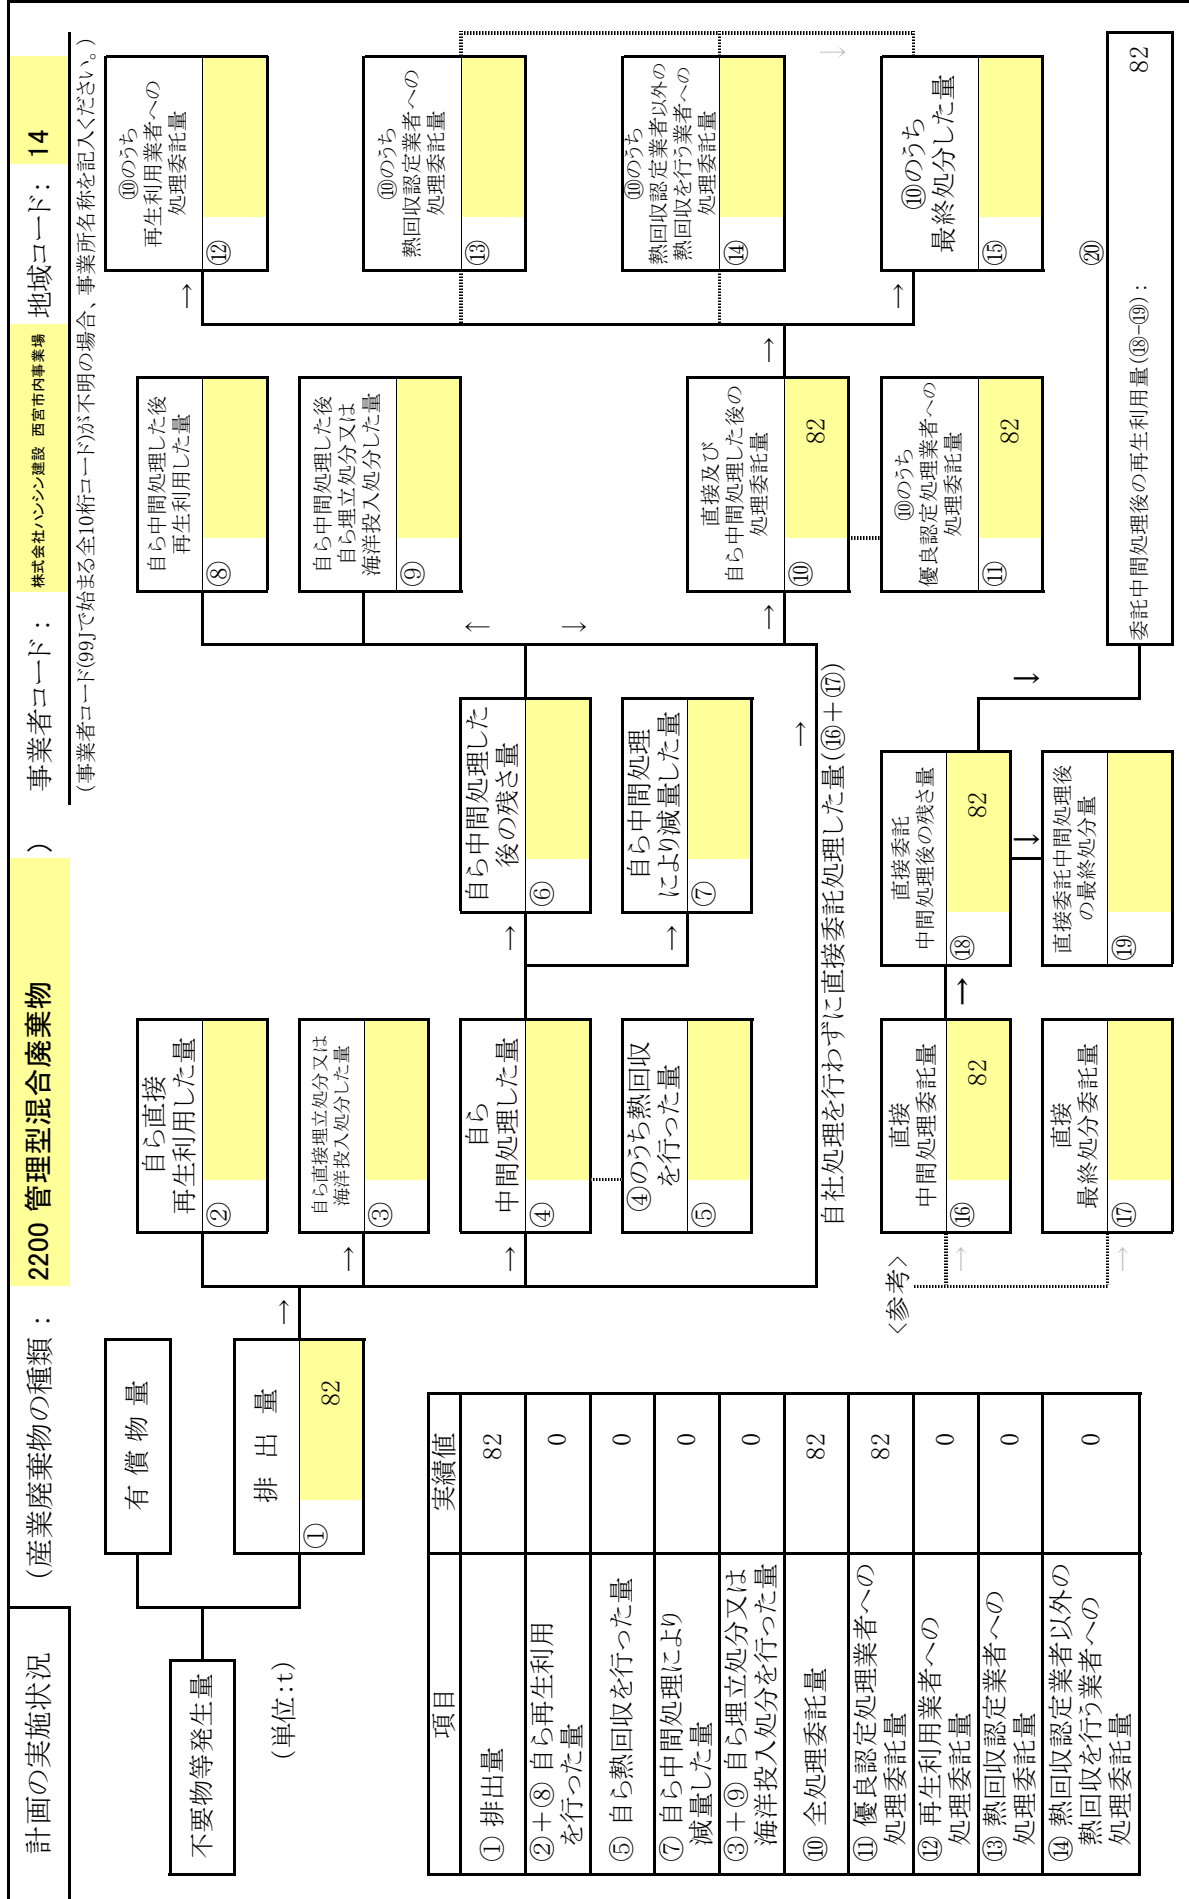 計画の実施状況
(産業廃棄物の種類：
2200 管理型混合廃棄物
)
事業者コード：
株式会社ハンシン建設 西宮市内事業場
地域コード：
14
(事業者コード(99Jで始まる全10桁コード)が不明の場合、事業所名称を記入ください。)
不要物等発生量
(単位:t)
有 償 物 量
排 出 量
①
82
→
自ら直接
再生利用した量
②
→
自ら直接埋立処分又は
海洋投入処分した量
③
→
自ら
中間処理した量
④
④のうち熱回収
を行った量
⑤
→
自ら中間処理した
後の残さ量
⑥
→
自ら中間処理
により減量した量
⑦
自ら中間処理した後
再生利用した量
⑧
自ら中間処理した後
自ら埋立処分又は
海洋投入処分した量
⑨
↑
↓
→
→
自社処理を行わずに直接委託処理した量(⑯＋⑰)
直接及び
自ら中間処理した後の
処理委託量
⑩
82
⑩のうち
優良認定処理業者への
処理委託量
⑪
82
→
→
⑩のうち
再生利用業者への
処理委託量
⑫
⑩のうち
熱回収認定業者への
処理委託量
⑬
⑩のうち
熱回収認定業者以外の
熱回収を行う業者への
処理委託量
⑭
↓
→
⑩のうち
最終処分した量
⑮
<参考>
→
直接
中間処理委託量
⑯
82
→
直接
最終処分委託量
⑰
→
直接委託
中間処理後の残さ量
⑱
82
↓
直接委託中間処理後
の最終処分量
⑲
↓
⑳
委託中間処理後の再生利用量(⑱-⑲)：
82
項目
実績値
① 排出量
82
②＋⑧ 自ら再生利用
を行った量
0
⑤ 自ら熱回収を行った量
0
⑦ 自ら中間処理により
減量した量
0
③＋⑨ 自ら埋立処分又は
海洋投入処分を行った量
0
⑩ 全処理委託量
82
⑪ 優良認定処理業者への
処理委託量
82
⑫ 再生利用業者への
処理委託量
0
⑬ 熱回収認定業者への
処理委託量
0
⑭ 熱回収認定業者以外の
熱回収を行う業者への
処理委託量
0